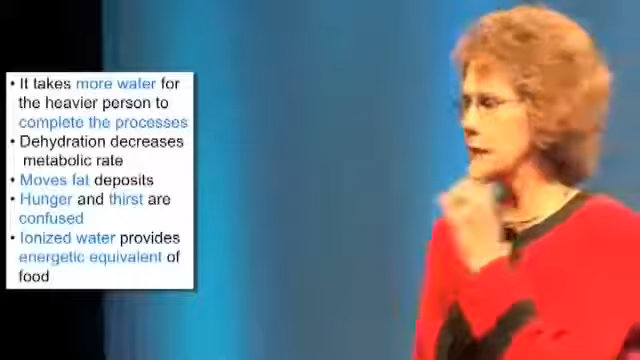 • It takes more water for
the heavier person to
complete the processes
• Dehydration decreases
metabolic rate
• Moves fat deposits
• Hunger and thirst are
confused
• Ionized water provides
energetic equivalent of
food